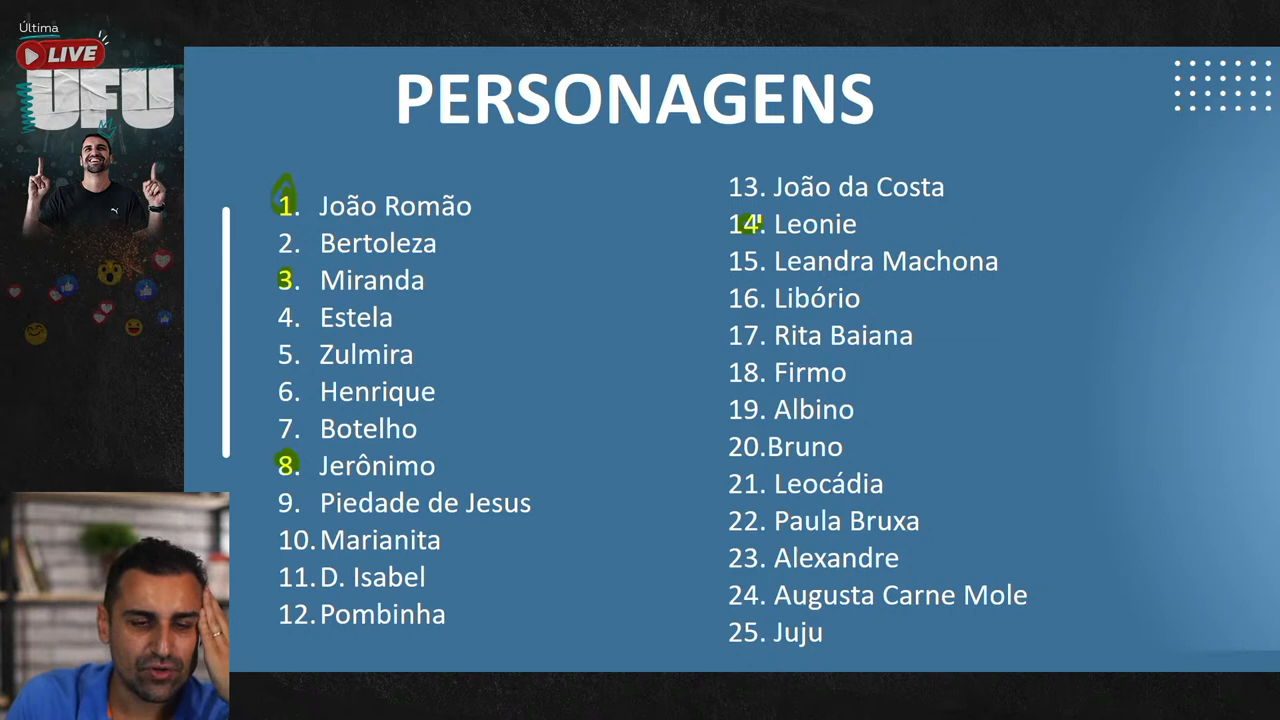 Última
LIVE
UFU
PERSONAGENS
1. João Romão
2. Bertoleza
3. Miranda
4. Estela
5. Zulmira
6. Henrique
7. Botelho
8. Jerônimo
9. Piedade de Jesus
10. Marianita
11. D. Isabel
12. Pombinha
13. João da Costa
14. Leonie
15. Leandra Machona
16. Libório
17. Rita Baiana
18. Firmo
19. Albino
20.Bruno
21. Leocádia
22. Paula Bruxa
23. Alexandre
24. Augusta Carne Mole
25. Juju